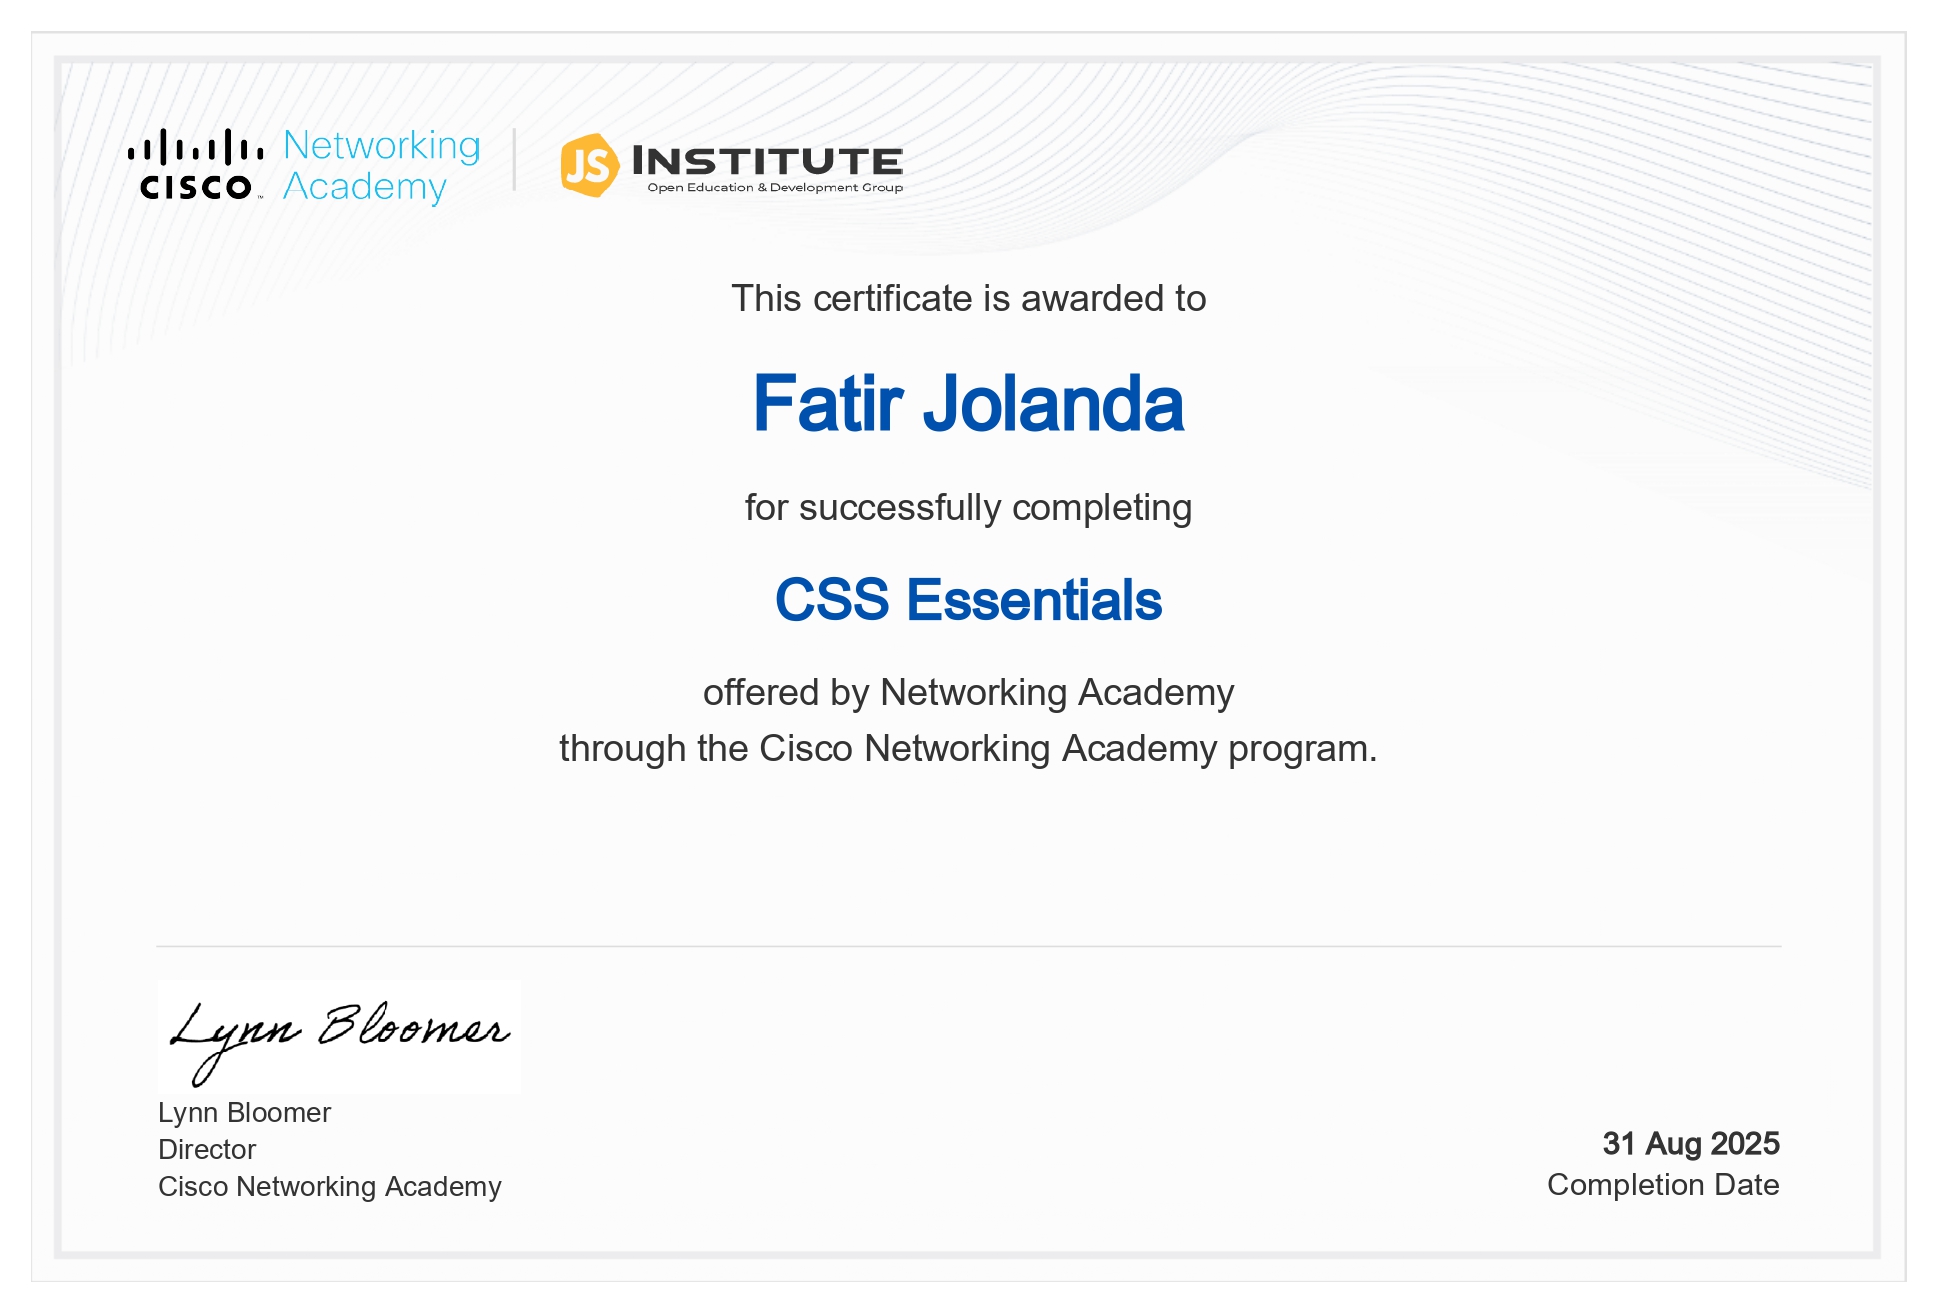 CISCO™
Networking
Academy
JS INSTITUTE
Open Education & Development Group
This certificate is awarded to
Fatir Jolanda
for successfully completing
CSS Essentials
offered by Networking Academy
through the Cisco Networking Academy program.
Lynn Bloomer
Lynn Bloomer
Director
Cisco Networking Academy
31 Aug 2025
Completion Date